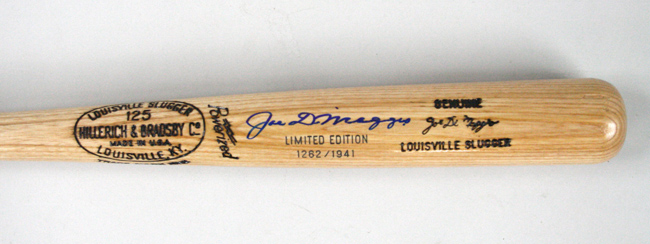 LOUISVILLE SLUGGER
125
HILLERICH & BRADSBY Cº
MADE IN U.S.A.
LOUISVILLE, KY.
Powerized
Joe DiMaggio
LIMITED EDITION
1262/1941
GENUINE
Joe DiMaggio
LOUISVILLE SLUGGER